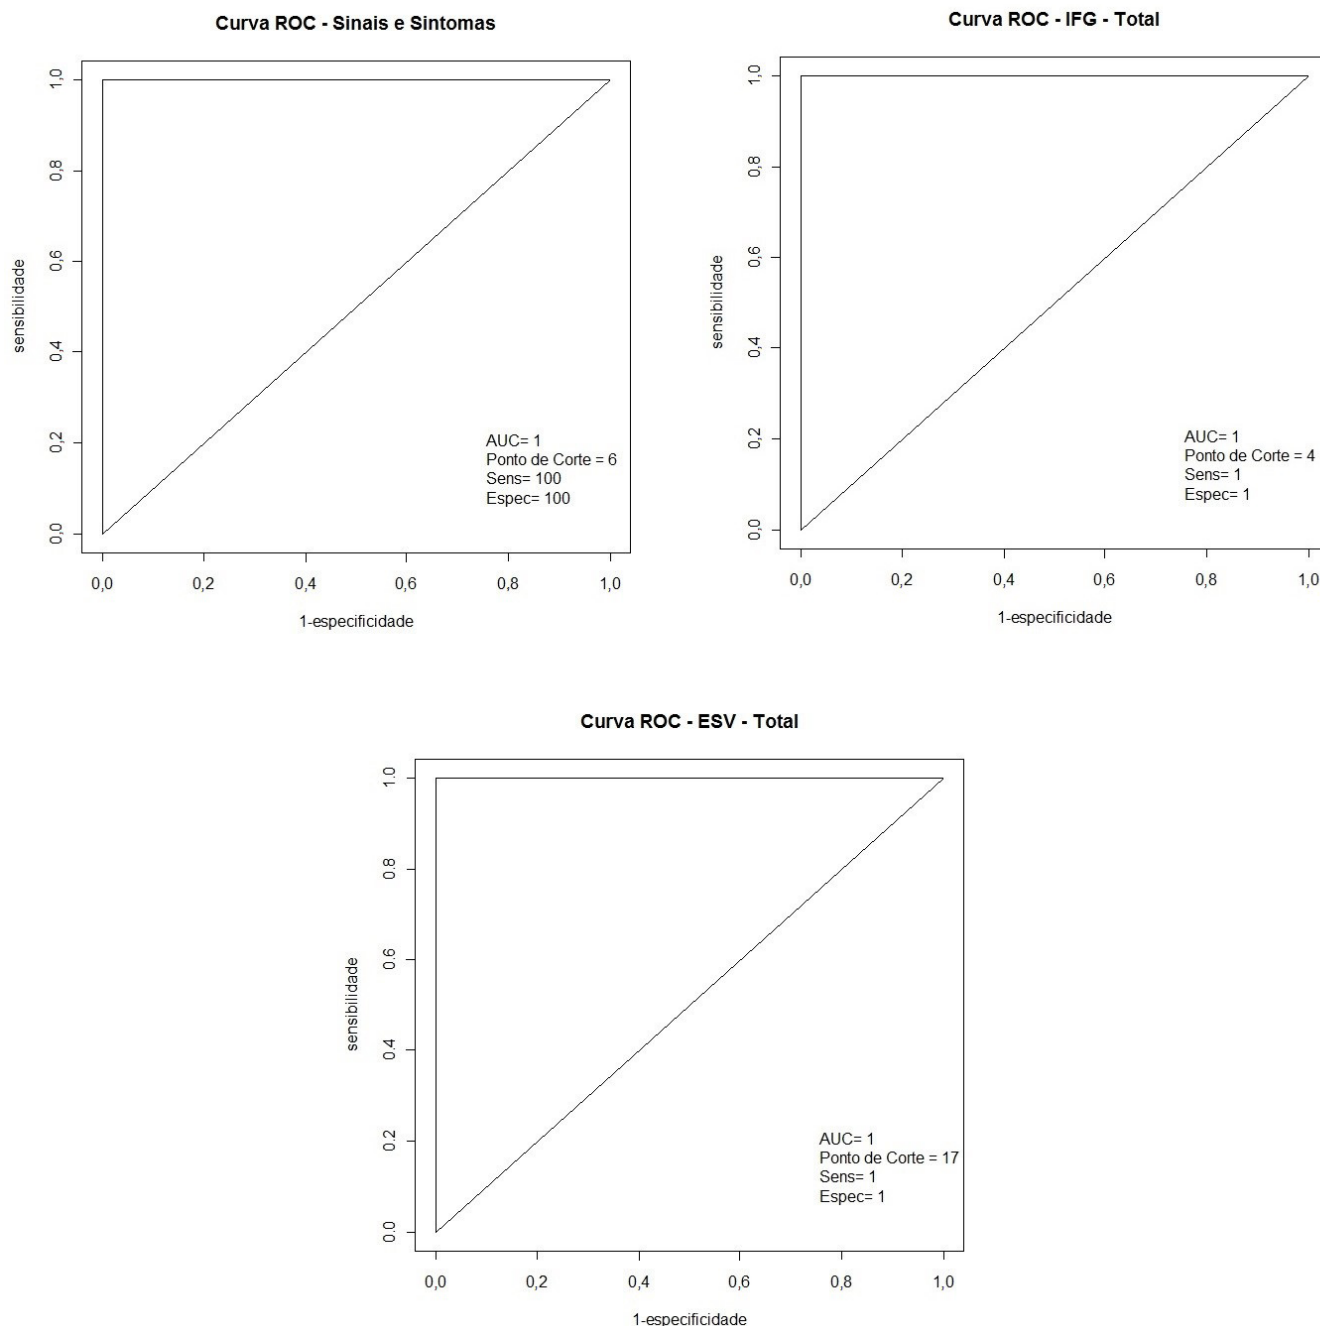 Curva ROC - Sinais e Sintomas
sensibilidade
1,0
0,8
0,6
0,4
0,2
0,0
AUC= 1
Ponto de Corte = 6
Sens= 100
Espec= 100
0,0 0,2 0,4 0,6 0,8 1,0
1-especificidade
Curva ROC - IFG - Total
sensibilidade
1,0
0,8
0,6
0,4
0,2
0,0
AUC= 1
Ponto de Corte = 4
Sens= 1
Espec= 1
0,0 0,2 0,4 0,6 0,8 1,0
1-especificidade
Curva ROC - ESV - Total
sensibilidade
1.0
0.8
0.6
0.4
0.2
0.0
AUC= 1
Ponto de Corte = 17
Sens= 1
Espec= 1
0,0 0,2 0,4 0,6 0,8 1,0
1-especificidade